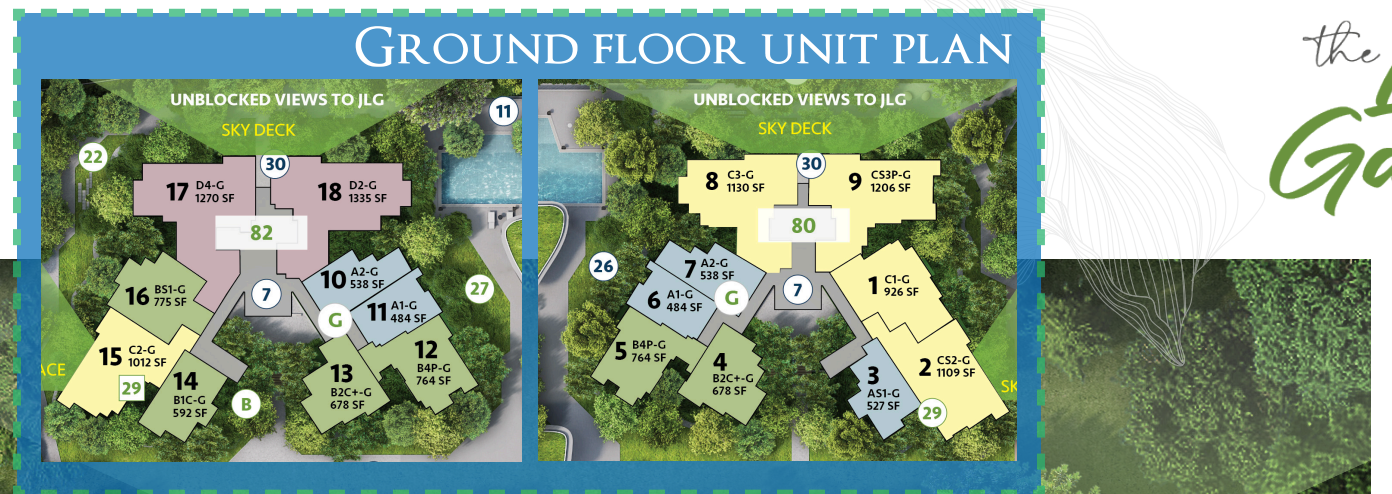 GROUND FLOOR UNIT PLAN
the
UNBLOCKED VIEWS TO JLG
SKY DECK
11
22
30
17 D4-G
1270 SF
18 D2-G
1335 SF
82
10 A2-G
538 SF
16 BS1-G
775 SF
7
27
11 A1-G
484 SF
G
15 C2-G
1012 SF
12
B4P-G
764 SF
ACE
29
14
B1C-G
592 SF
13
B2C+-G
678 SF
B
UNBLOCKED VIEWS TO JLG
SKY DECK
30
8 C3-G
1130 SF
9 CS3P-G
1206 SF
80
26
7 A2-G
538 SF
7
1 C1-G
926 SF
6 A1-G
484 SF
G
5 B4P-G
764 SF
4
B2C+-G
678 SF
2 CS2-G
1109 SF
3
AS1-G
527 SF
SK
29